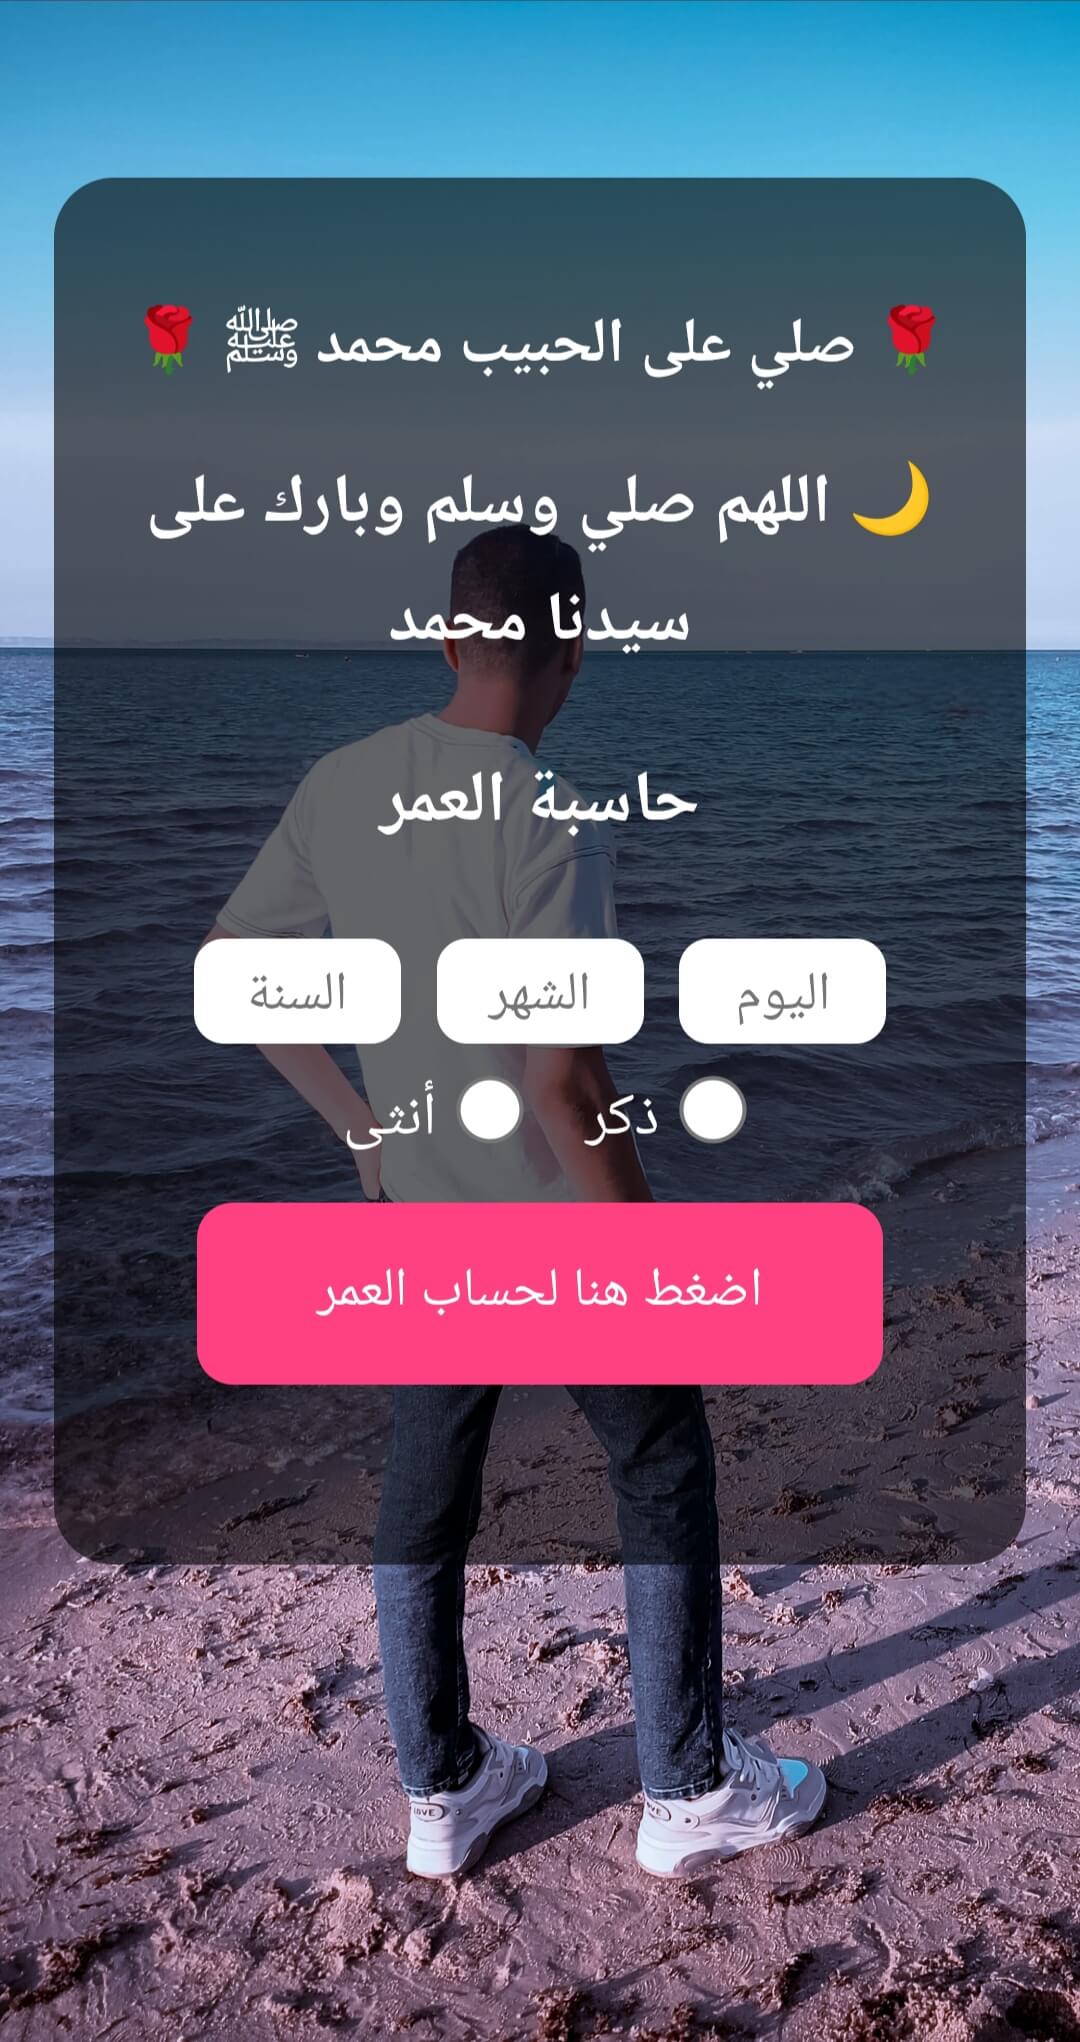 🌹 صلي على الحبيب محمد ﷺ 🌹
🌙 اللهم صلي وسلم وبارك على
سيدنا محمد
حاسبة العمر
اليوم الشهر السنة
ذكر أنثى
اضغط هنا لحساب العمر
LOVE